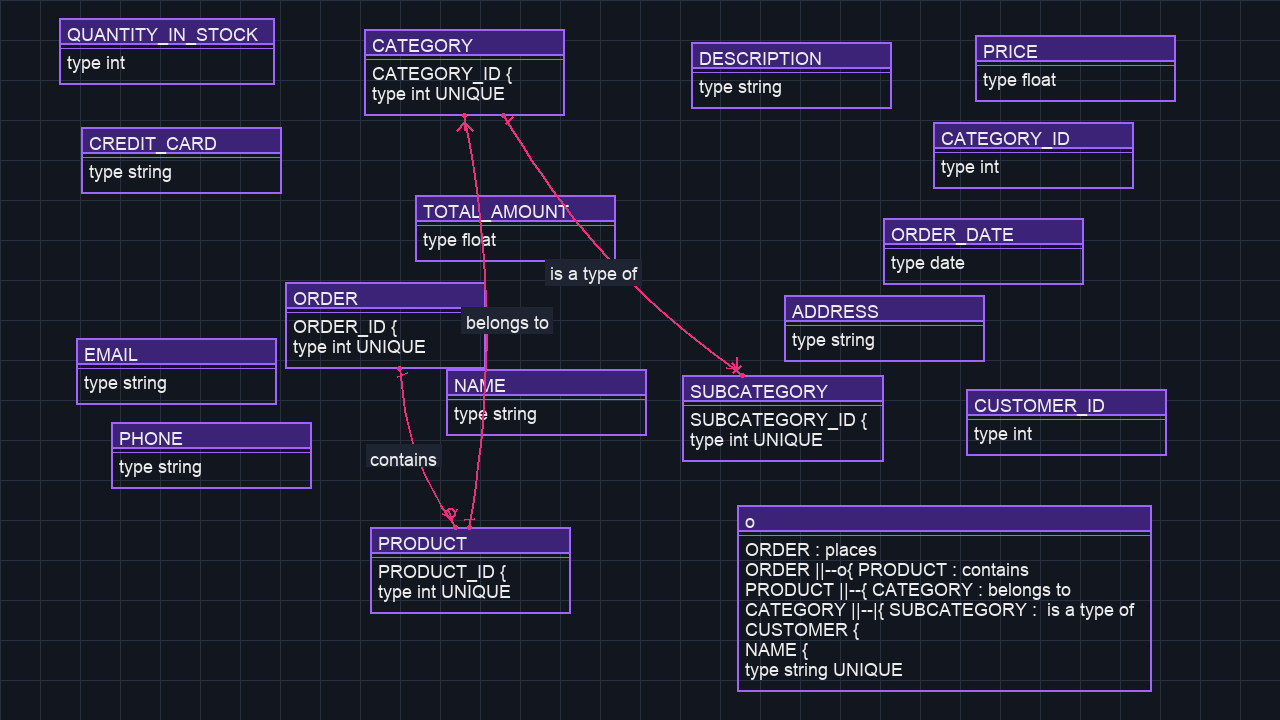 QUANTITY_IN_STOCK
type int
CATEGORY
CATEGORY_ID {
type int UNIQUE
DESCRIPTION
type string
PRICE
type float
CREDIT_CARD
type string
CATEGORY_ID
type int
TOTAL_AMOUNT
type float
ORDER_DATE
type date
is a type of
ORDER
ORDER_ID {
type int UNIQUE
belongs to
ADDRESS
type string
EMAIL
type string
NAME
type string
SUBCATEGORY
SUBCATEGORY_ID {
type int UNIQUE
CUSTOMER_ID
type int
PHONE
type string
contains
PRODUCT
PRODUCT_ID {
type int UNIQUE
o
ORDER : places
ORDER ||--o{ PRODUCT : contains
PRODUCT ||--{ CATEGORY : belongs to
CATEGORY ||--|{ SUBCATEGORY :  is a type of
CUSTOMER {
NAME {
type string UNIQUE